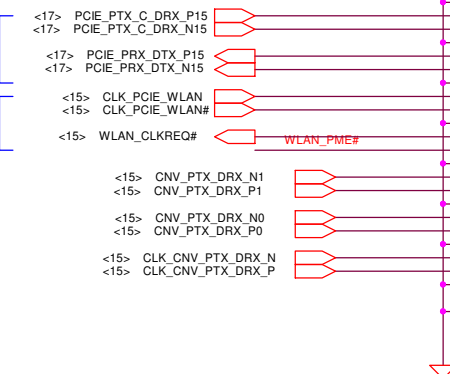 <17> PCIE_PTX_C_DRX_P15
<17> PCIE_PTX_C_DRX_N15
<17> PCIE_PRX_DTX_P15
<17> PCIE_PRX_DTX_N15
<15> CLK_PCIE_WLAN
<15> CLK_PCIE_WLAN#
<15> WLAN_CLKREQ#
WLAN_PME#
<15> CNV_PTX_DRX_N1
<15> CNV_PTX_DRX_P1
<15> CNV_PTX_DRX_N0
<15> CNV_PTX_DRX_P0
<15> CLK_CNV_PTX_DRX_N
<15> CLK_CNV_PTX_DRX_P